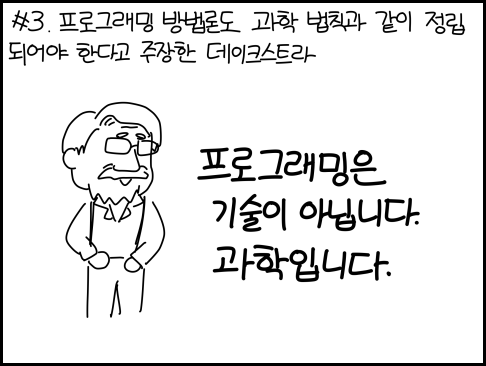 #3. 프로그래밍 방법론도 과학 법칙과 같이 정립
되어야 한다고 주장한 데이크스트라
프로그래밍은
기술이 아닙니다.
과학입니다.